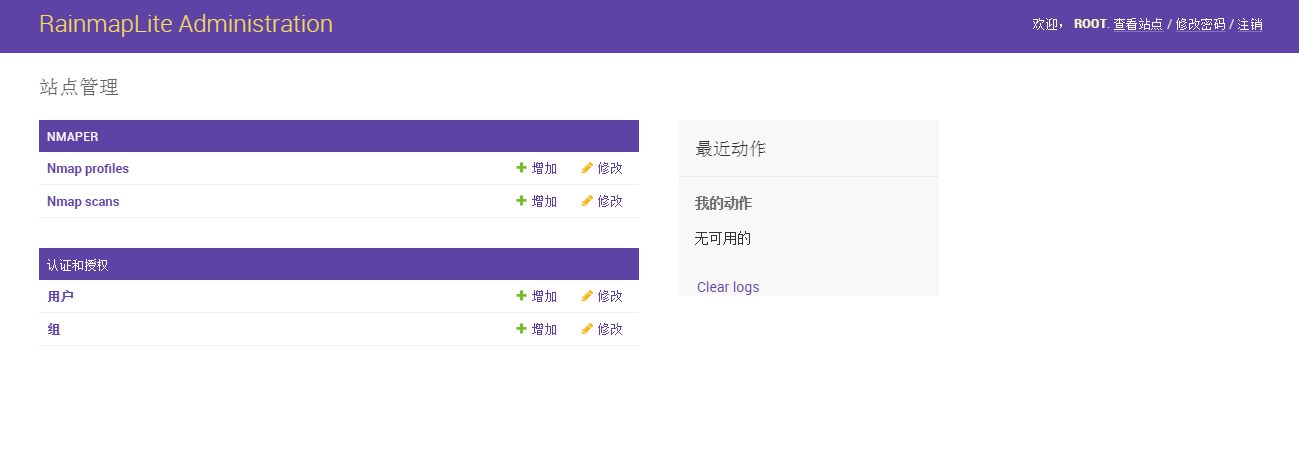 RainmapLite Administration
欢迎， ROOT. 查看站点 / 修改密码 / 注销
站点管理
NMAPER
Nmap profiles 增加 修改
Nmap scans 增加 修改
认证和授权
用户 增加 修改
组 增加 修改
最近动作
我的动作
无可用的
Clear logs